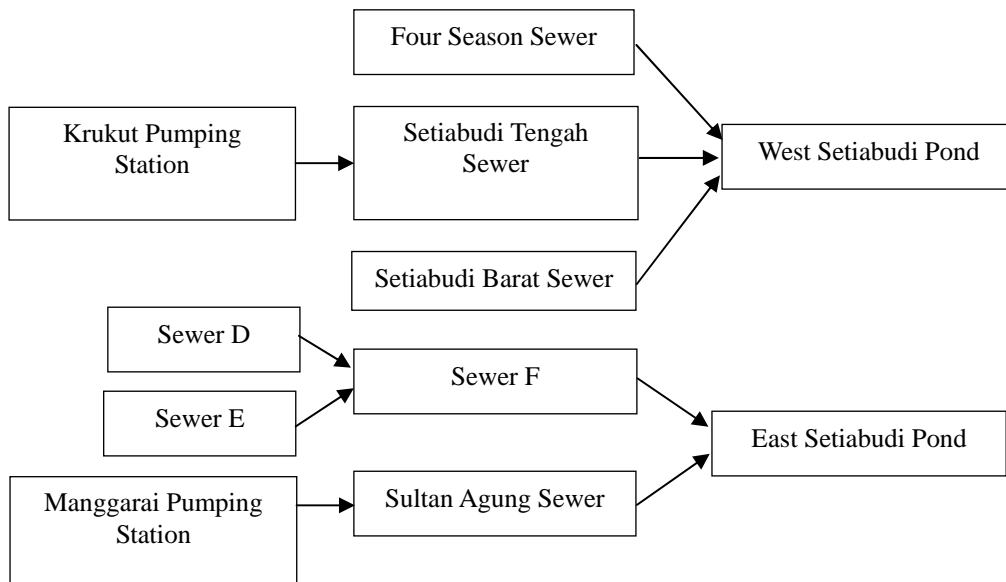 Four Season Sewer
Krukut Pumping
Station
Setiabudi Tengah
Sewer
West Setiabudi Pond
Setiabudi Barat Sewer
Sewer D
Sewer F
Sewer E
East Setiabudi Pond
Manggarai Pumping
Station
Sultan Agung Sewer